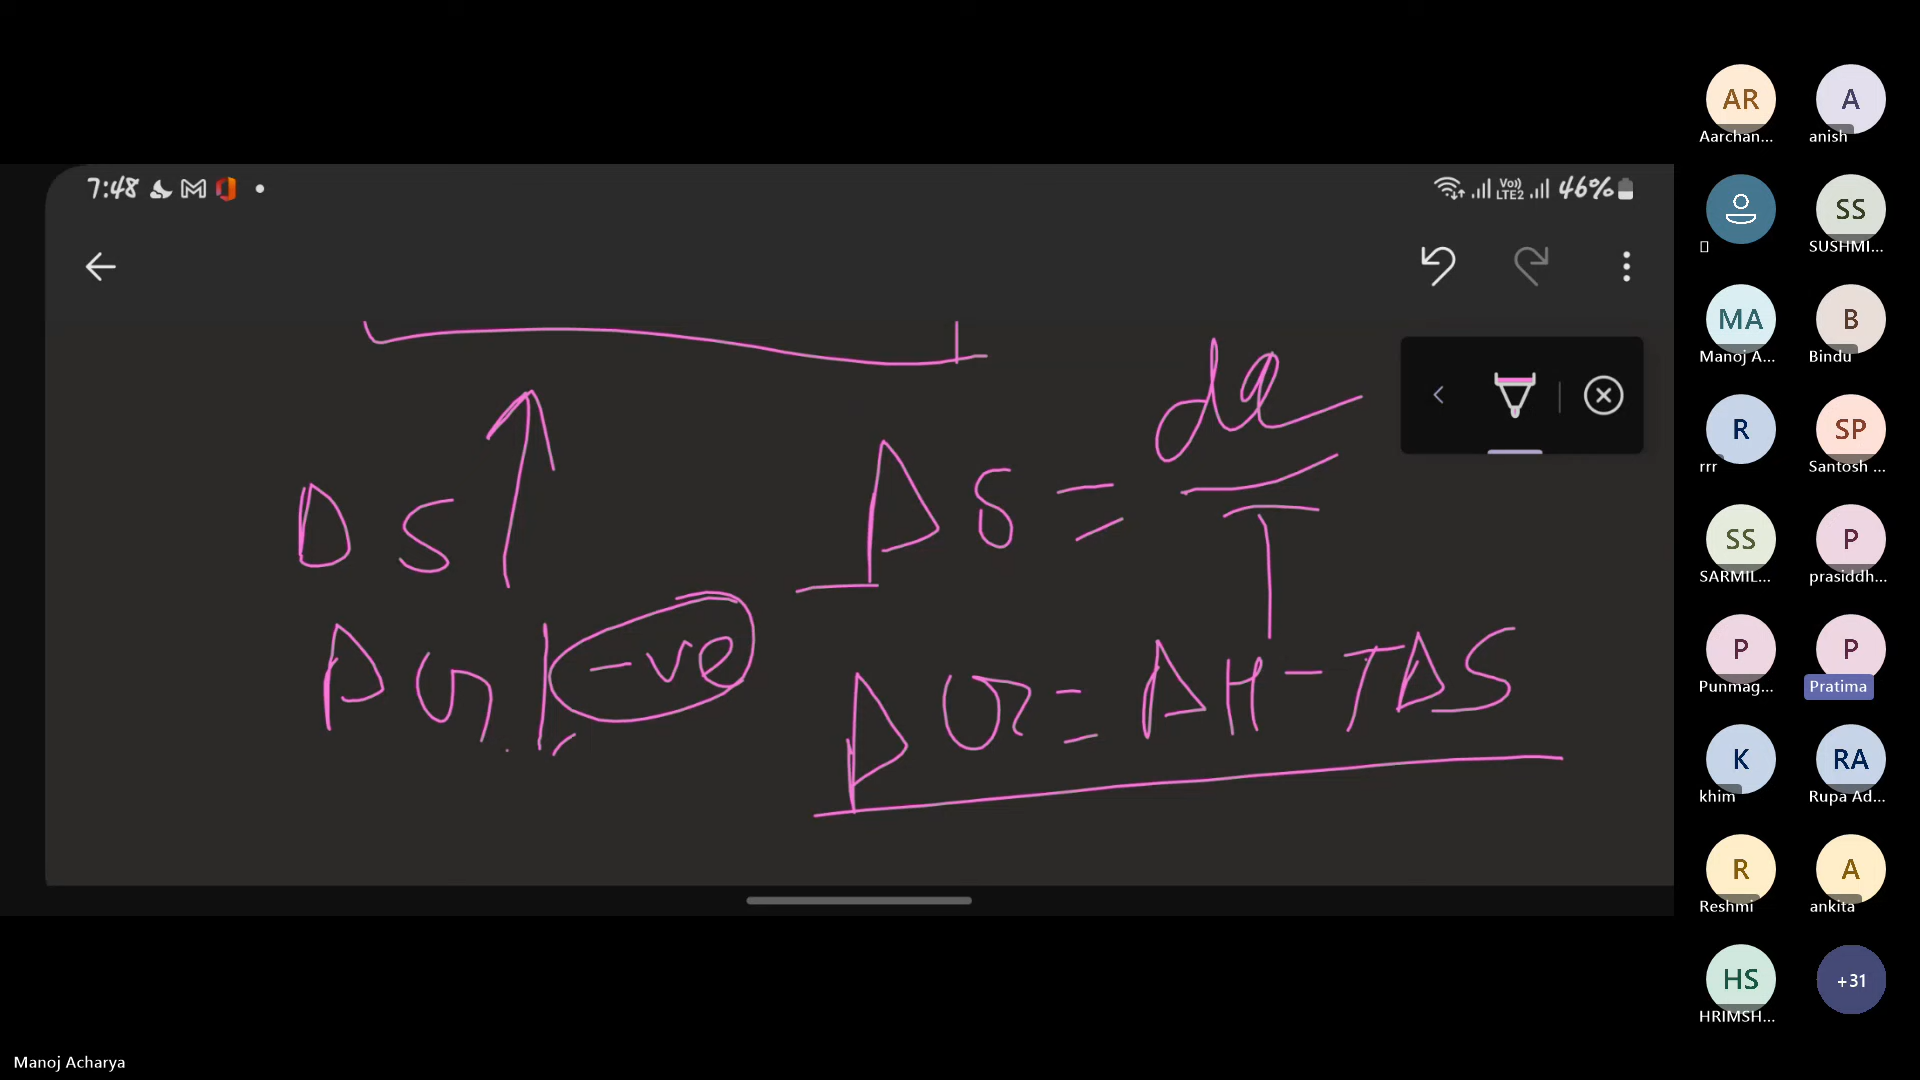 7:48
Vo) LTE2 46%
ΔS ↑
ΔS = dq/T
ΔG ↓ -ve
ΔG = ΔH - TΔS
AR
Aarchan...
A
anish
SS
SUSHMI...
MA
Manoj A...
B
Bindu
R
rrr
SP
Santosh ...
SS
SARMIL...
P
prasiddh...
P
Punmag...
P
Pratima
K
khim
RA
Rupa Ad...
R
Reshmi
A
ankita
HS
HRIMSH...
+31
Manoj Acharya